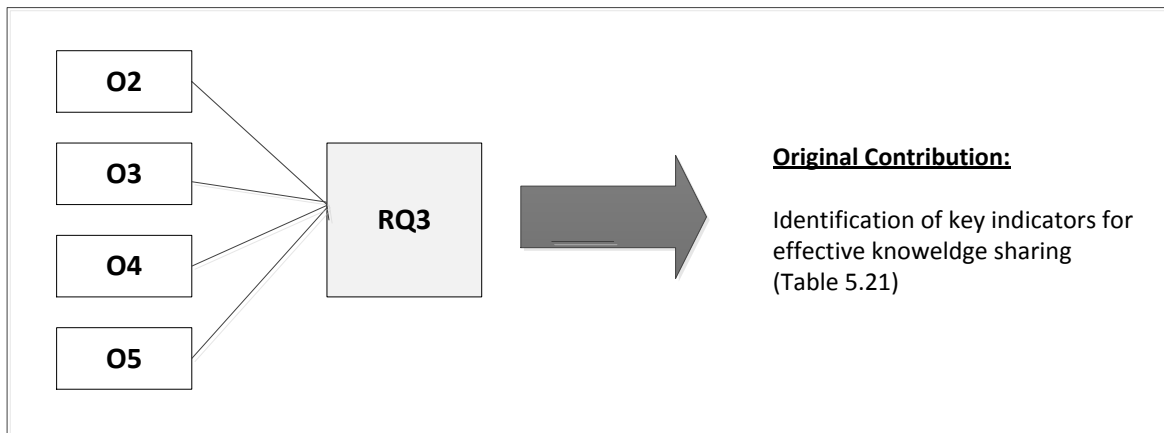 O2
O3
O4
O5
RQ3
Original Contribution:
Identification of key indicators for
effective knoweldge sharing
(Table 5.21)